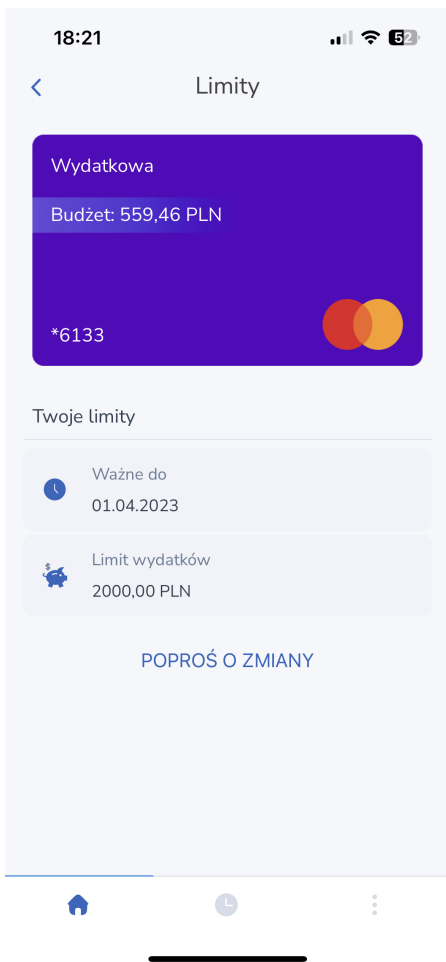 18:21
52
Limity
Wydatkowa
Budżet: 559,46 PLN
*6133
Twoje limity
Ważne do
01.04.2023
$
Limit wydatków
2000,00 PLN
POPROŚ O ZMIANY